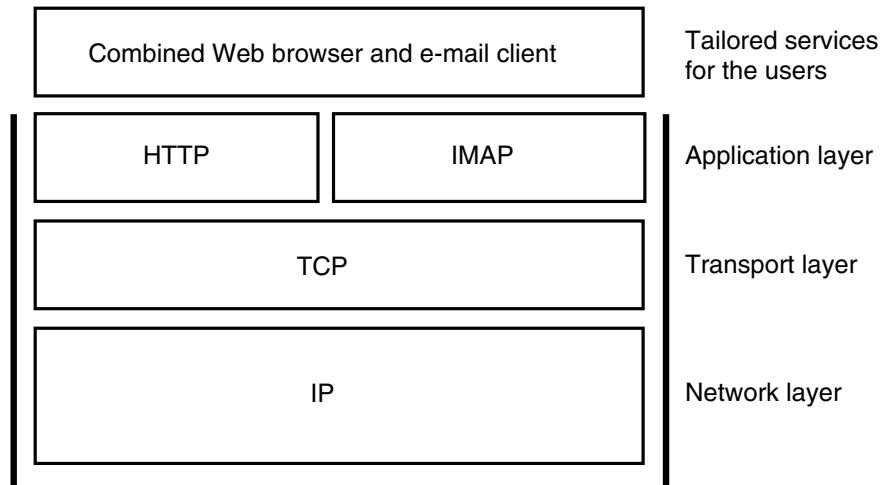 Combined Web browser and e-mail client
Tailored services
for the users
HTTP
IMAP
Application layer
TCP
Transport layer
IP
Network layer